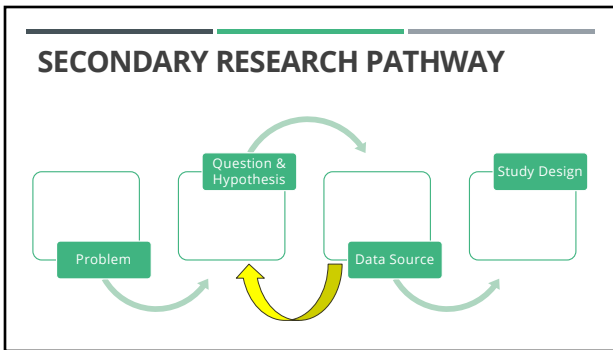 SECONDARY RESEARCH PATHWAY
Problem
Question &
Hypothesis
Data Source
Study Design